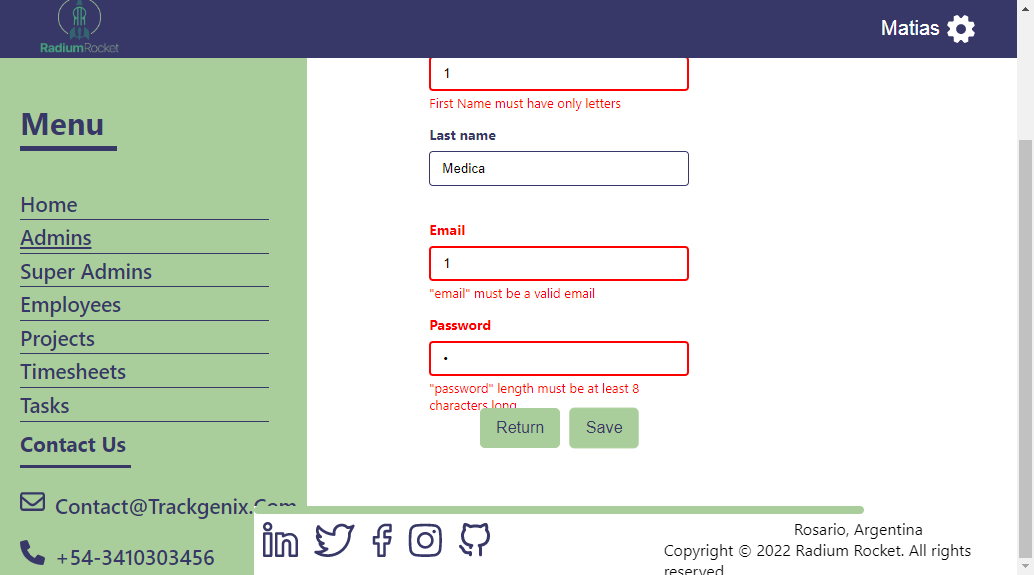 RadiumRocket
Matias
Menu
Home
Admins
Super Admins
Employees
Projects
Timesheets
Tasks
Contact Us
Contact@Trackgenix.Com
+54-3410303456
1
First Name must have only letters
Last name
Medica
Email
1
"email" must be a valid email
Password
"password" length must be at least 8
characters long
Return
Save
Rosario, Argentina
Copyright © 2022 Radium Rocket. All rights
reserved